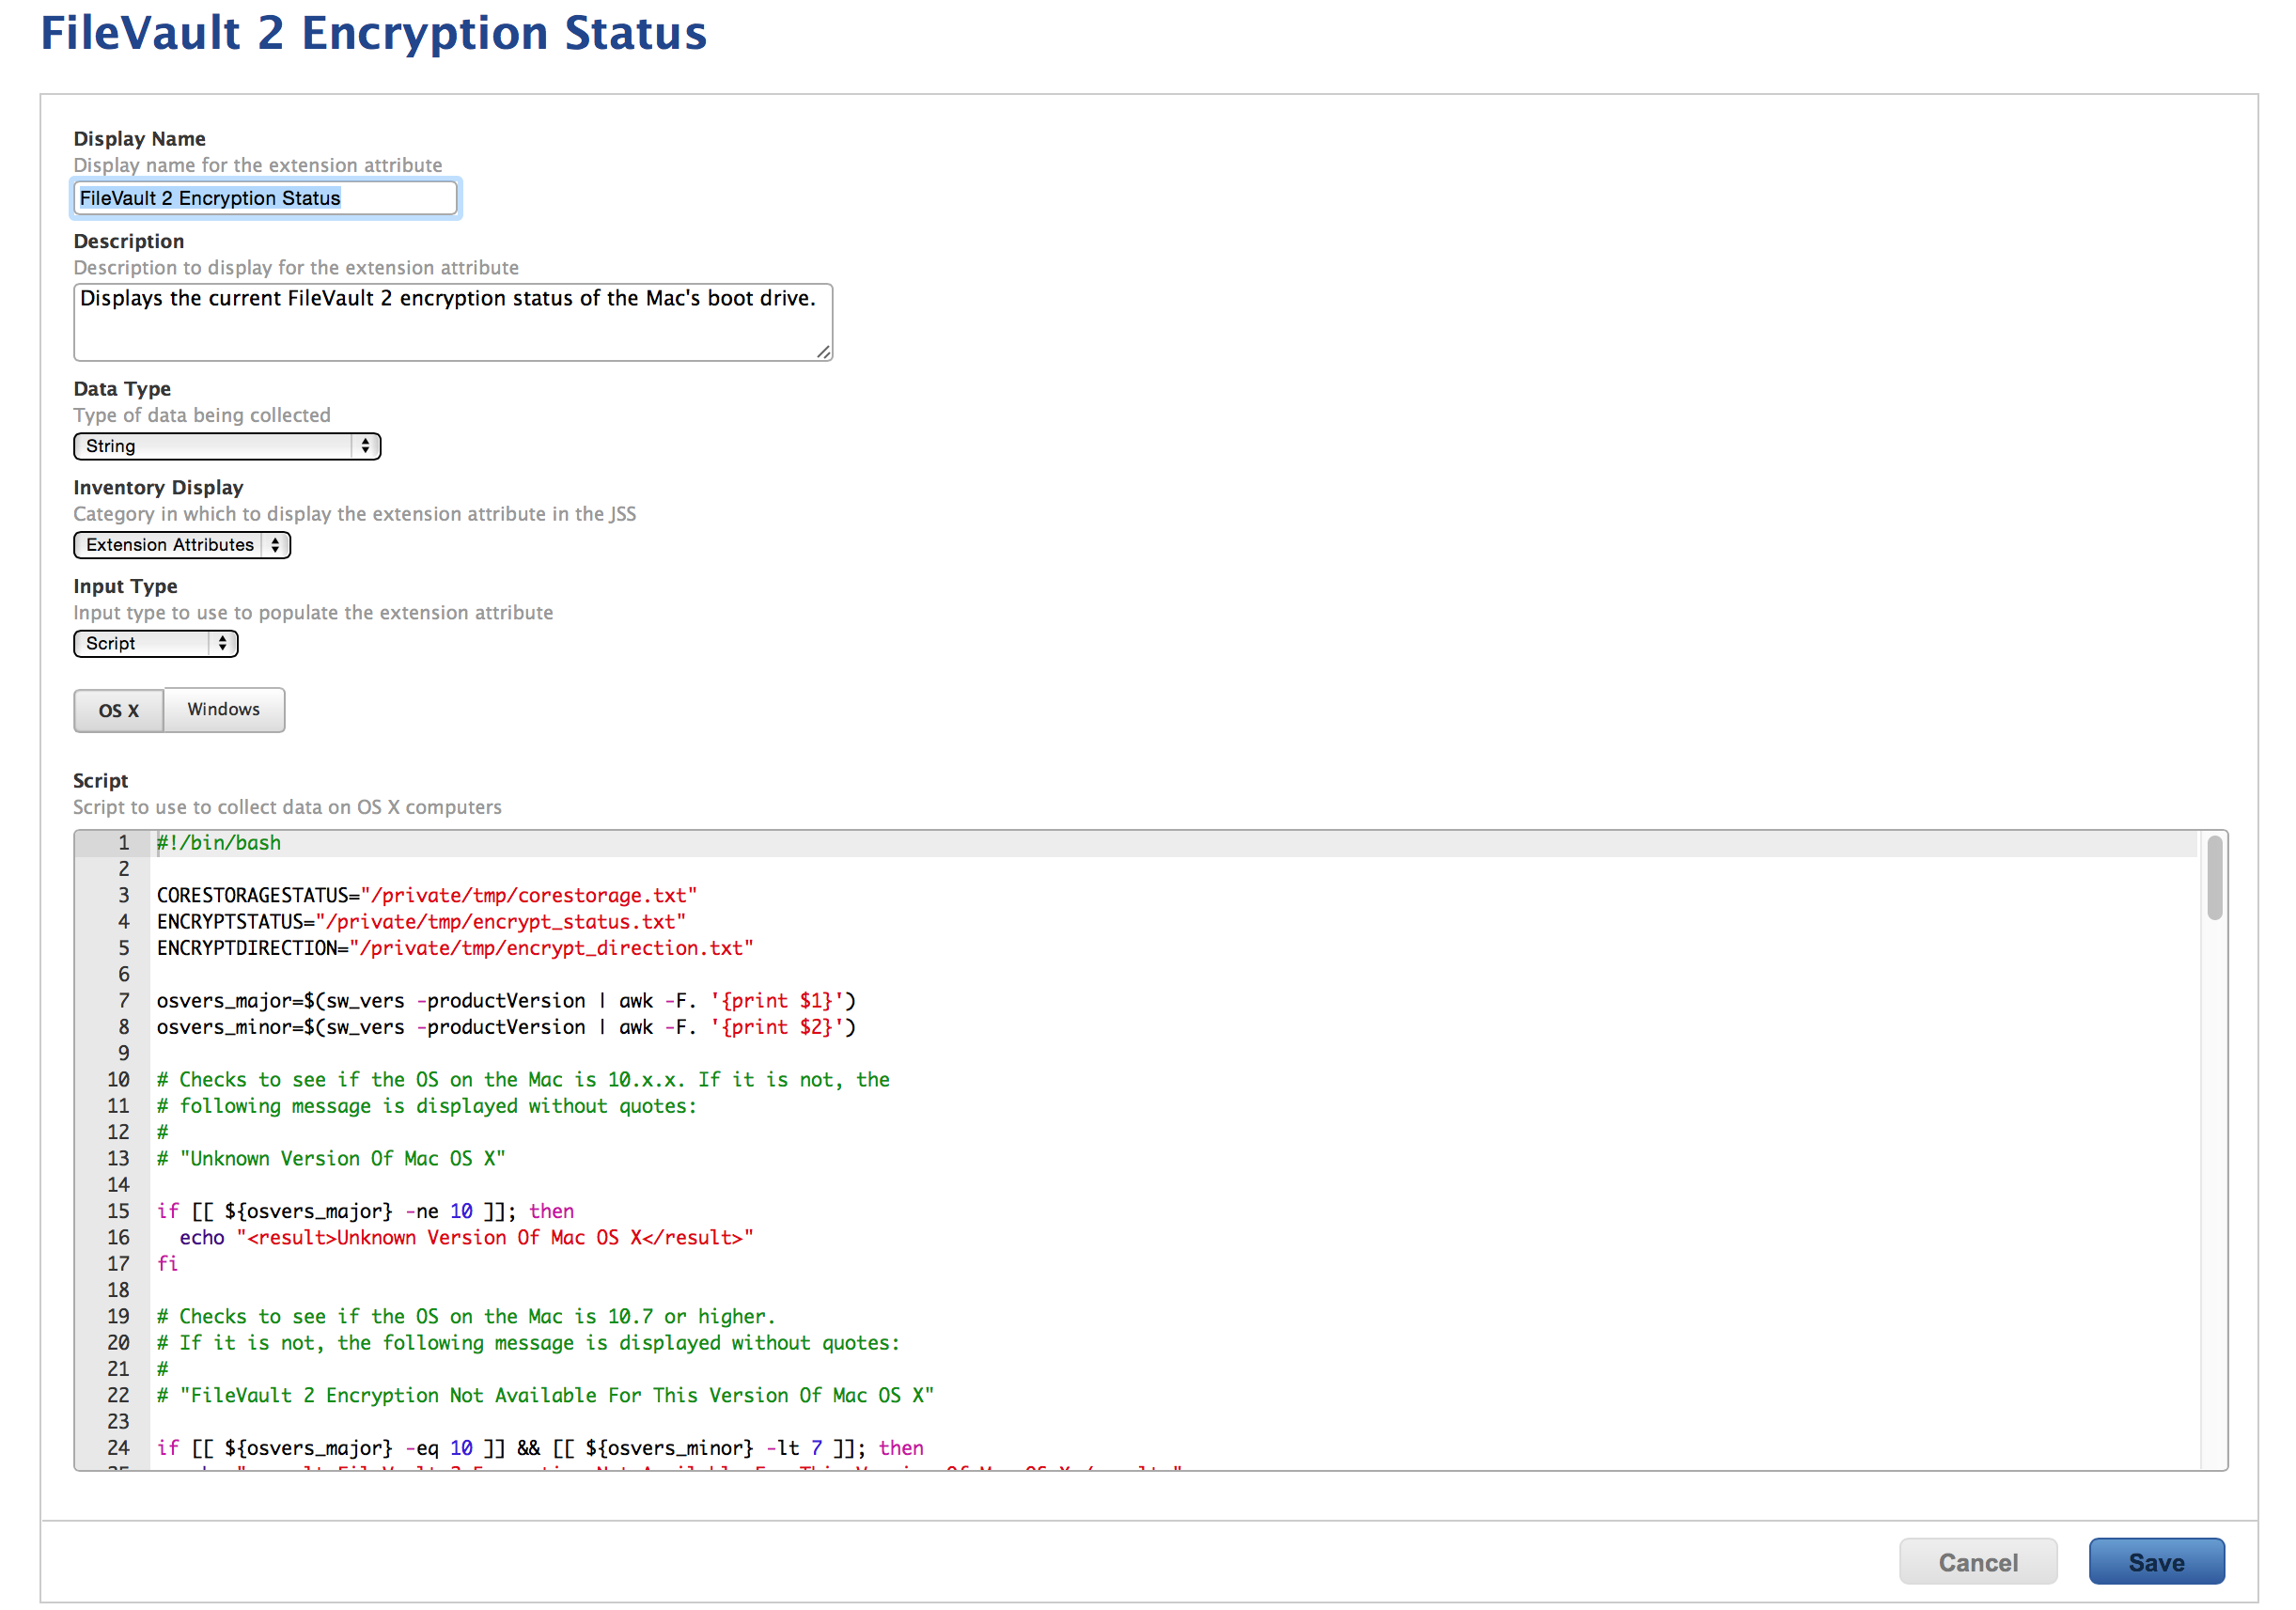 FileVault 2 Encryption Status
Display Name
Display name for the extension attribute
FileVault 2 Encryption Status
Description
Description to display for the extension attribute
Displays the current FileVault 2 encryption status of the Mac's boot drive.
Data Type
Type of data being collected
String
Inventory Display
Category in which to display the extension attribute in the JSS
Extension Attributes
Input Type
Input type to use to populate the extension attribute
Script
OS X Windows
Script
Script to use to collect data on OS X computers
1 #!/bin/bash
2
3 CORESTORAGESTATUS="/private/tmp/corestorage.txt"
4 ENCRYPTSTATUS="/private/tmp/encrypt_status.txt"
5 ENCRYPTDIRECTION="/private/tmp/encrypt_direction.txt"
6
7 osvers_major=$(sw_vers -productVersion | awk -F. '{print $1}')
8 osvers_minor=$(sw_vers -productVersion | awk -F. '{print $2}')
9
10 # Checks to see if the OS on the Mac is 10.x.x. If it is not, the
11 # following message is displayed without quotes:
12 #
13 # "Unknown Version Of Mac OS X"
14
15 if [[ ${osvers_major} -ne 10 ]]; then
16 echo "<result>Unknown Version Of Mac OS X</result>"
17 fi
18
19 # Checks to see if the OS on the Mac is 10.7 or higher.
20 # If it is not, the following message is displayed without quotes:
21 #
22 # "FileVault 2 Encryption Not Available For This Version Of Mac OS X"
23
24 if [[ ${osvers_major} -eq 10 ]] && [[ ${osvers_minor} -lt 7 ]]; then
Cancel Save